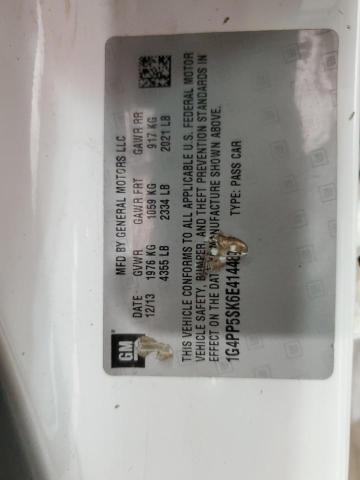 GM
MFD BY GENERAL MOTORS LLC
DATE GVWR GAWR FRT GAWR RR
12/13 1976 KG 1059 KG 917 KG
4355 LB 2334 LB 2021 LB
THIS VEHICLE CONFORMS TO ALL APPLICABLE U.S. FEDERAL MOTOR
VEHICLE SAFETY, BUMPER, AND THEFT PREVENTION STANDARDS IN
EFFECT ON THE DATE OF MANUFACTURE SHOWN ABOVE.
TYPE: PASS CAR